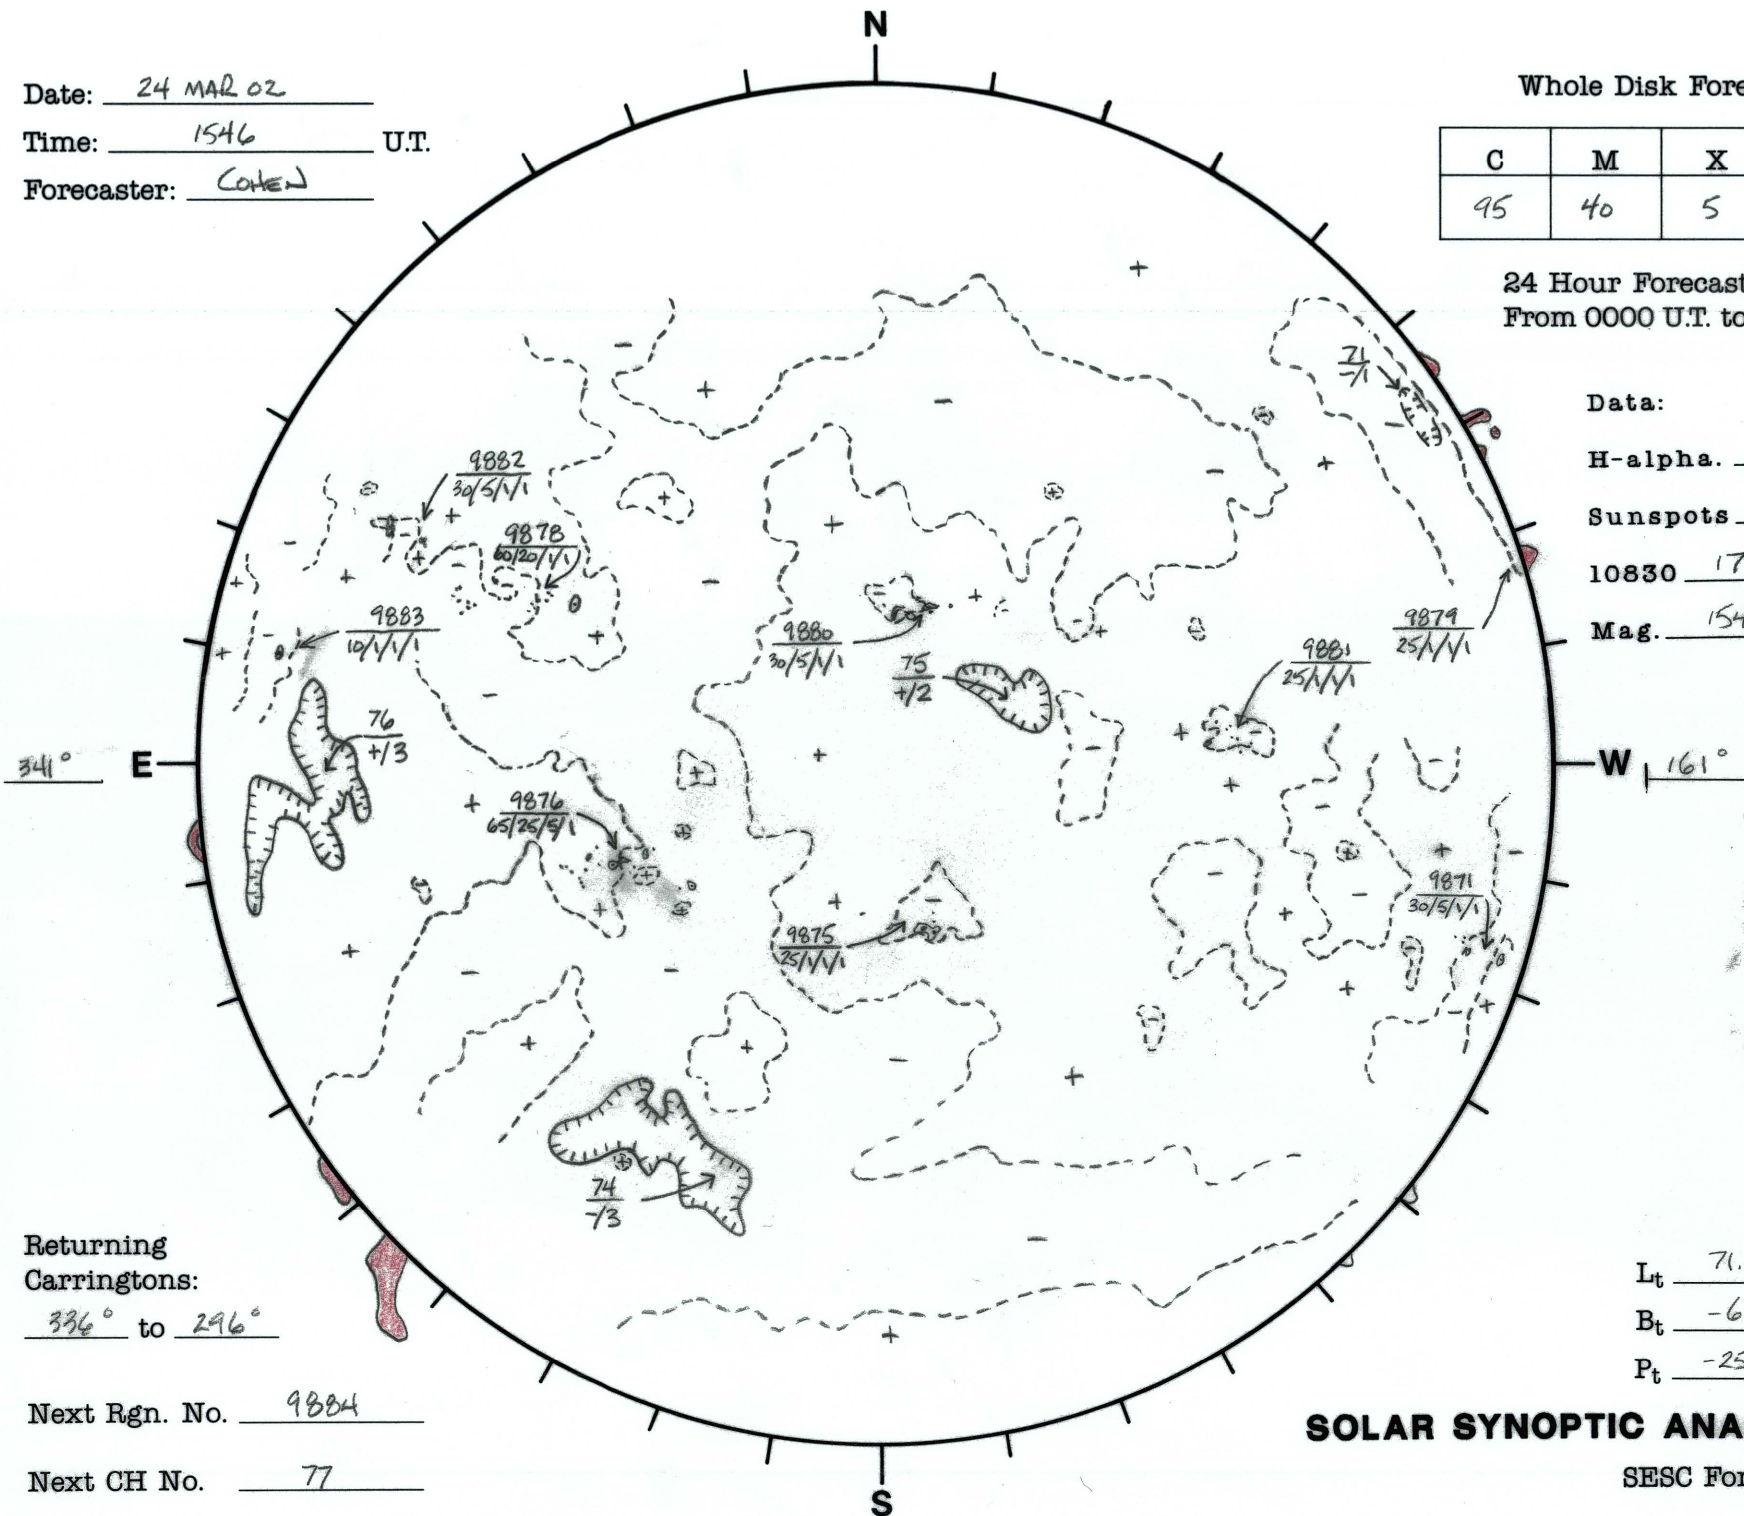 N
Date: 24 MAR 02
Time: 1546 U.T.
Forecaster: COHEN
Whole Disk Fore
C M X
95 40 5
24 Hour Forecast
From 0000 U.T. to
71
-/1
Data:
H-alpha.
Sunspots
10830 17
Mag. 154
9882
30/5/1/1
9878
60/20/1/1
9883
10/1/1/1
9880
30/5/1/1
9879
25/1/1/1
9881
25/1/1/1
75
+/2
76
+/3
341° E
W 161°
9876
65/25/5/1
9871
30/5/1/1
9875
25/1/1/1
74
-/3
Returning
Carringtons:
336° to 296°
Lt 71.
Bt -6
Pt -25
Next Rgn. No. 9884
SOLAR SYNOPTIC ANA
Next CH No. 77
SESC For
S